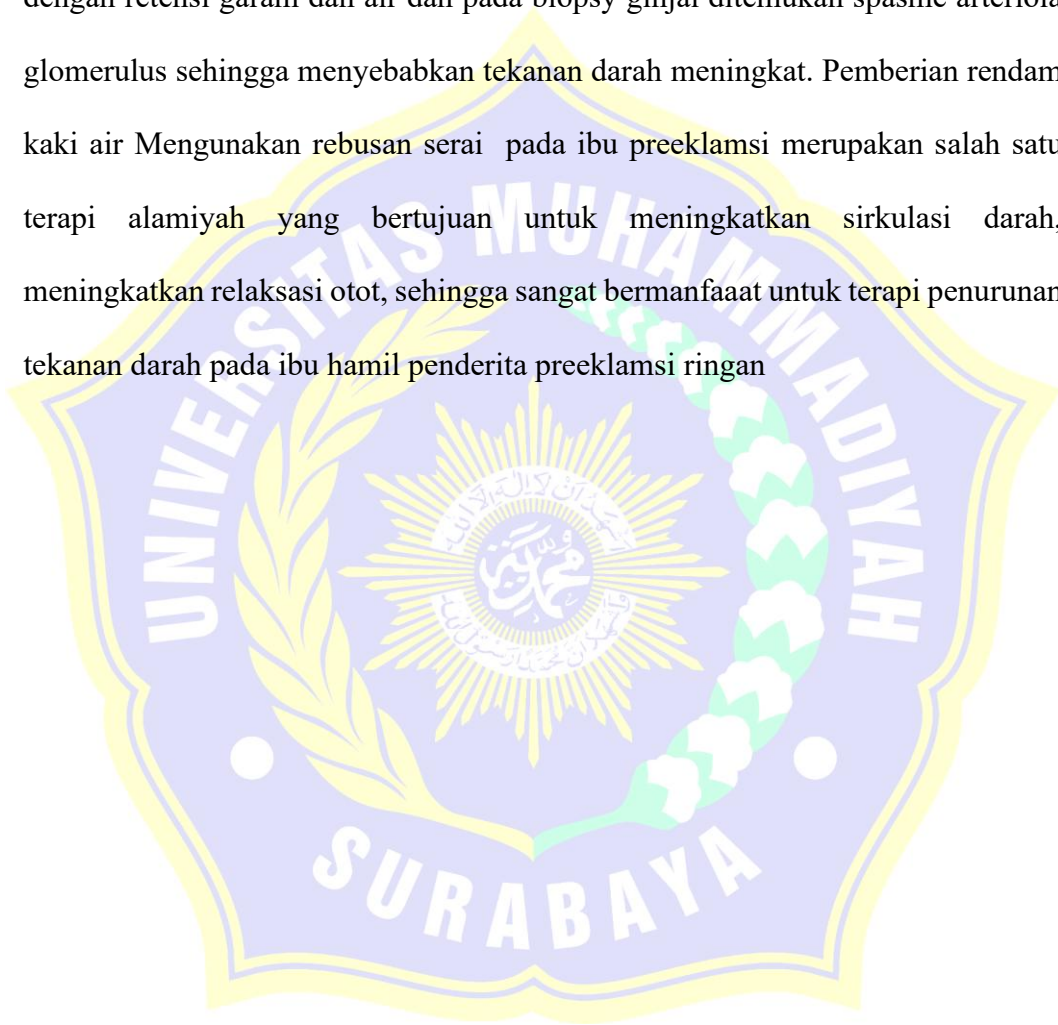 dengan retensi garam dan air dan pada biopsy ginjal ditemukan spasme arteriola
glomerulus sehingga menyebabkan tekanan darah meningkat. Pemberian rendam
kaki air Mengunakan rebusan serai pada ibu preeklamsi merupakan salah satu
terapi alamiyah yang bertujuan untuk meningkatkan sirkulasi darah,
meningkatkan relaksasi otot, sehingga sangat bermanfaaat untuk terapi penurunan
tekanan darah pada ibu hamil penderita preeklamsi ringan
UNIVERSITAS MUHAMMADIYAH
SURABAYA